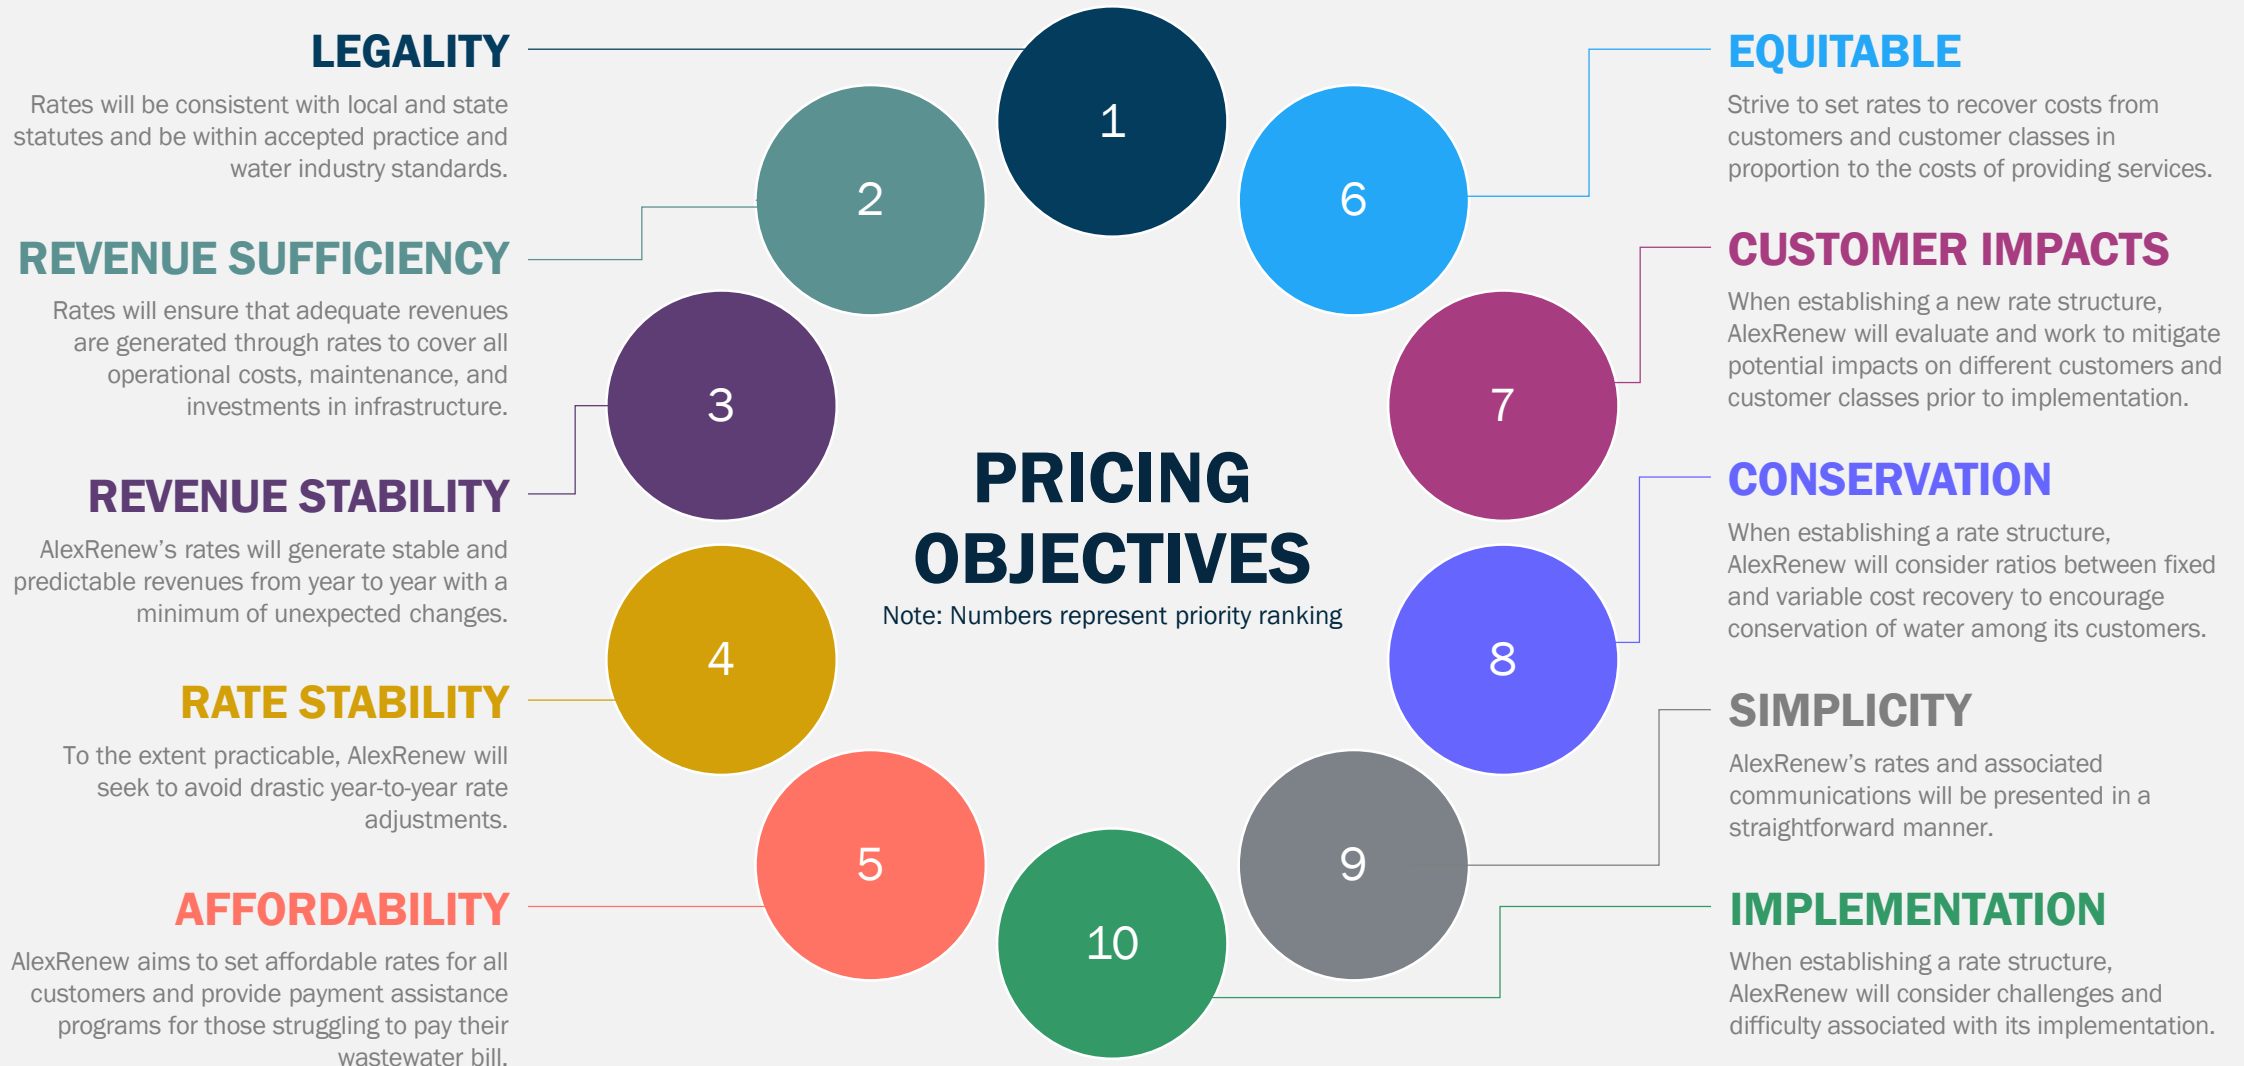 LEGALITY
Rates will be consistent with local and state
statutes and be within accepted practice and
water industry standards.
REVENUE SUFFICIENCY
Rates will ensure that adequate revenues
are generated through rates to cover all
operational costs, maintenance, and
investments in infrastructure.
REVENUE STABILITY
AlexRenew’s rates will generate stable and
predictable revenues from year to year with a
minimum of unexpected changes.
RATE STABILITY
To the extent practicable, AlexRenew will
seek to avoid drastic year-to-year rate
adjustments.
AFFORDABILITY
AlexRenew aims to set affordable rates for all
customers and provide payment assistance
programs for those struggling to pay their
wastewater bill.
1
2
3
4
5
PRICING
OBJECTIVES
Note: Numbers represent priority ranking
6
7
8
9
10
EQUITABLE
Strive to set rates to recover costs from
customers and customer classes in
proportion to the costs of providing services.
CUSTOMER IMPACTS
When establishing a new rate structure,
AlexRenew will evaluate and work to mitigate
potential impacts on different customers and
customer classes prior to implementation.
CONSERVATION
When establishing a rate structure,
AlexRenew will consider ratios between fixed
and variable cost recovery to encourage
conservation of water among its customers.
SIMPLICITY
AlexRenew’s rates and associated
communications will be presented in a
straightforward manner.
IMPLEMENTATION
When establishing a rate structure,
AlexRenew will consider challenges and
difficulty associated with its implementation.